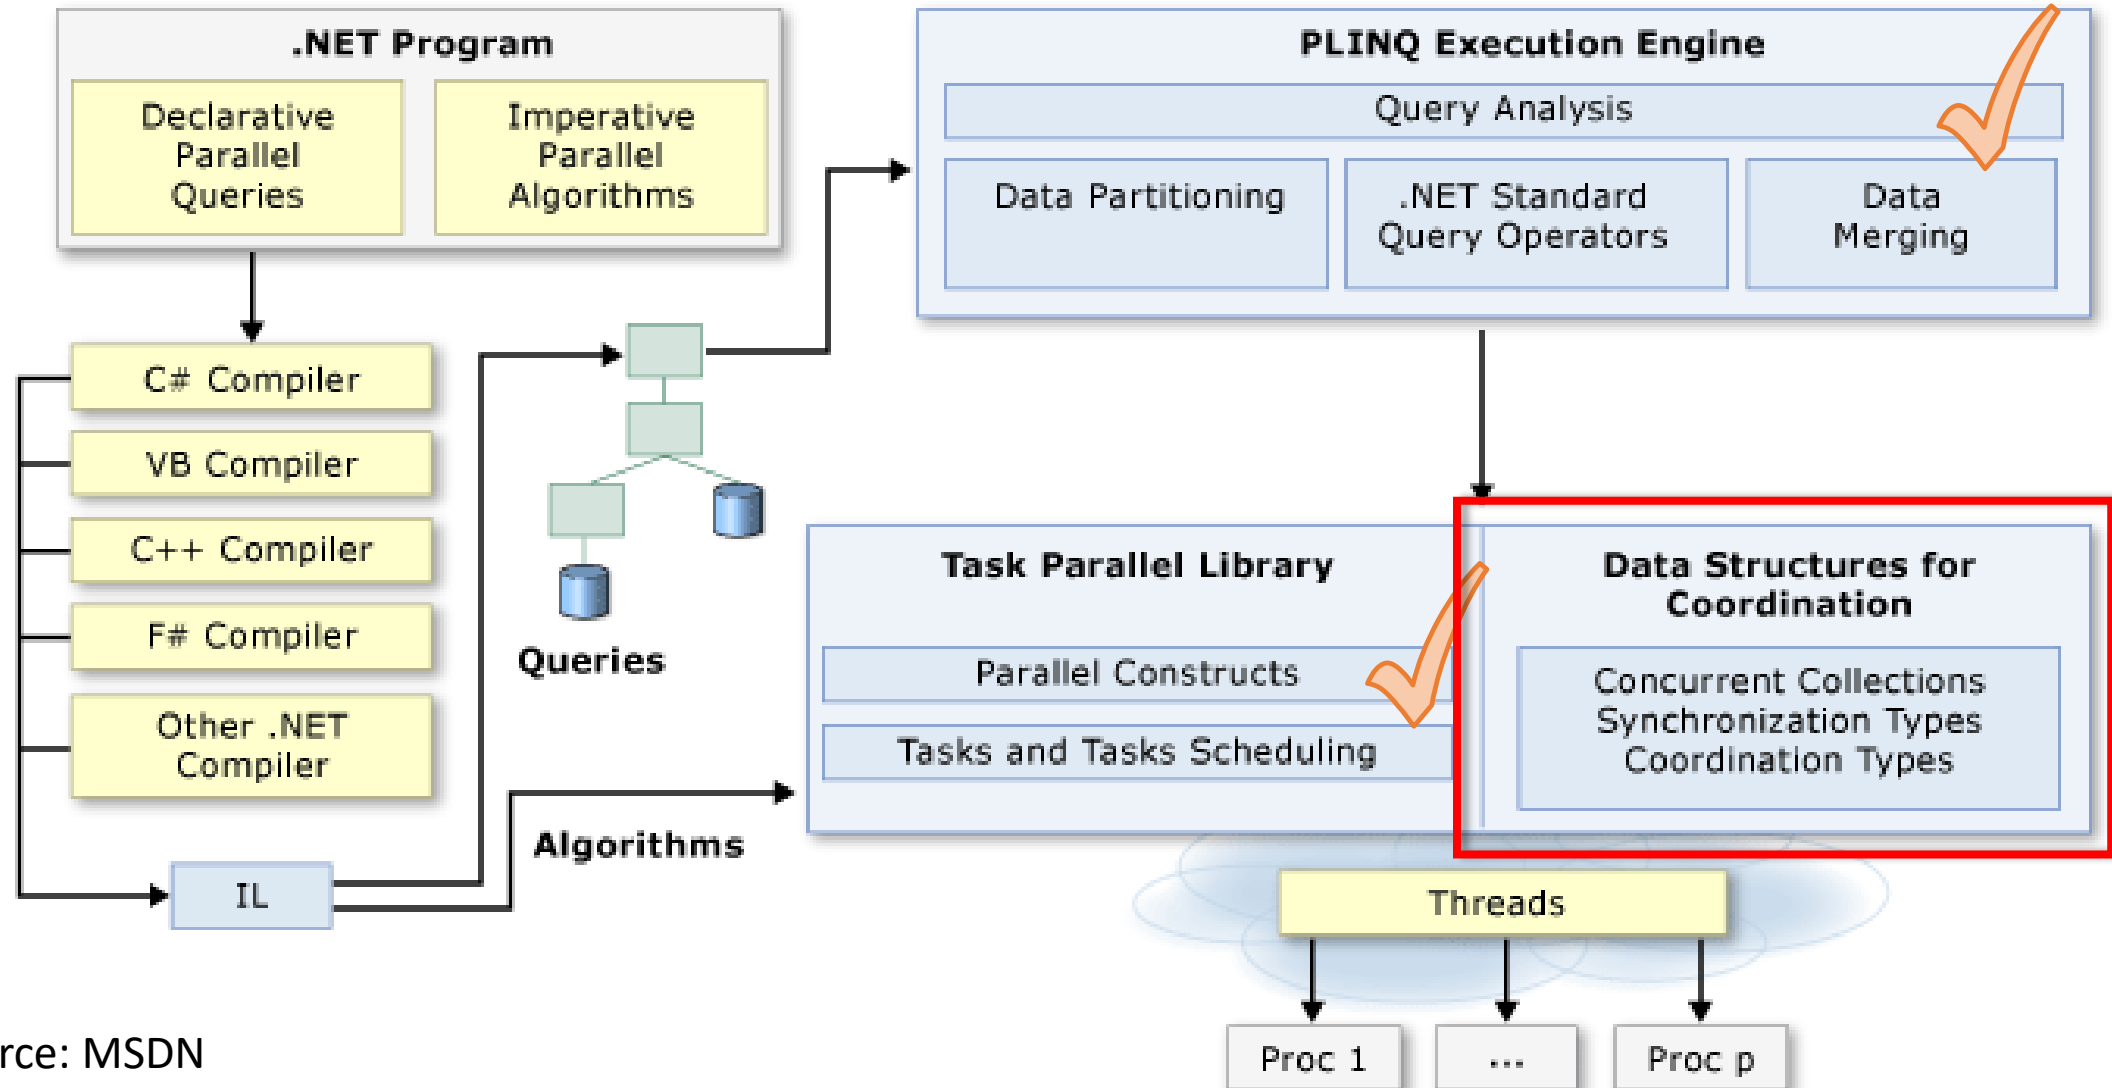 .NET Program
Declarative
Parallel
Queries
Imperative
Parallel
Algorithms
PLINQ Execution Engine
Query Analysis
Data Partitioning
.NET Standard
Query Operators
Data
Merging
C# Compiler
VB Compiler
C++ Compiler
F# Compiler
Other .NET
Compiler
IL
Queries
Algorithms
Task Parallel Library
Parallel Constructs
Tasks and Tasks Scheduling
Data Structures for
Coordination
Concurrent Collections
Synchronization Types
Coordination Types
Threads
Proc 1
...
Proc p
rce: MSDN